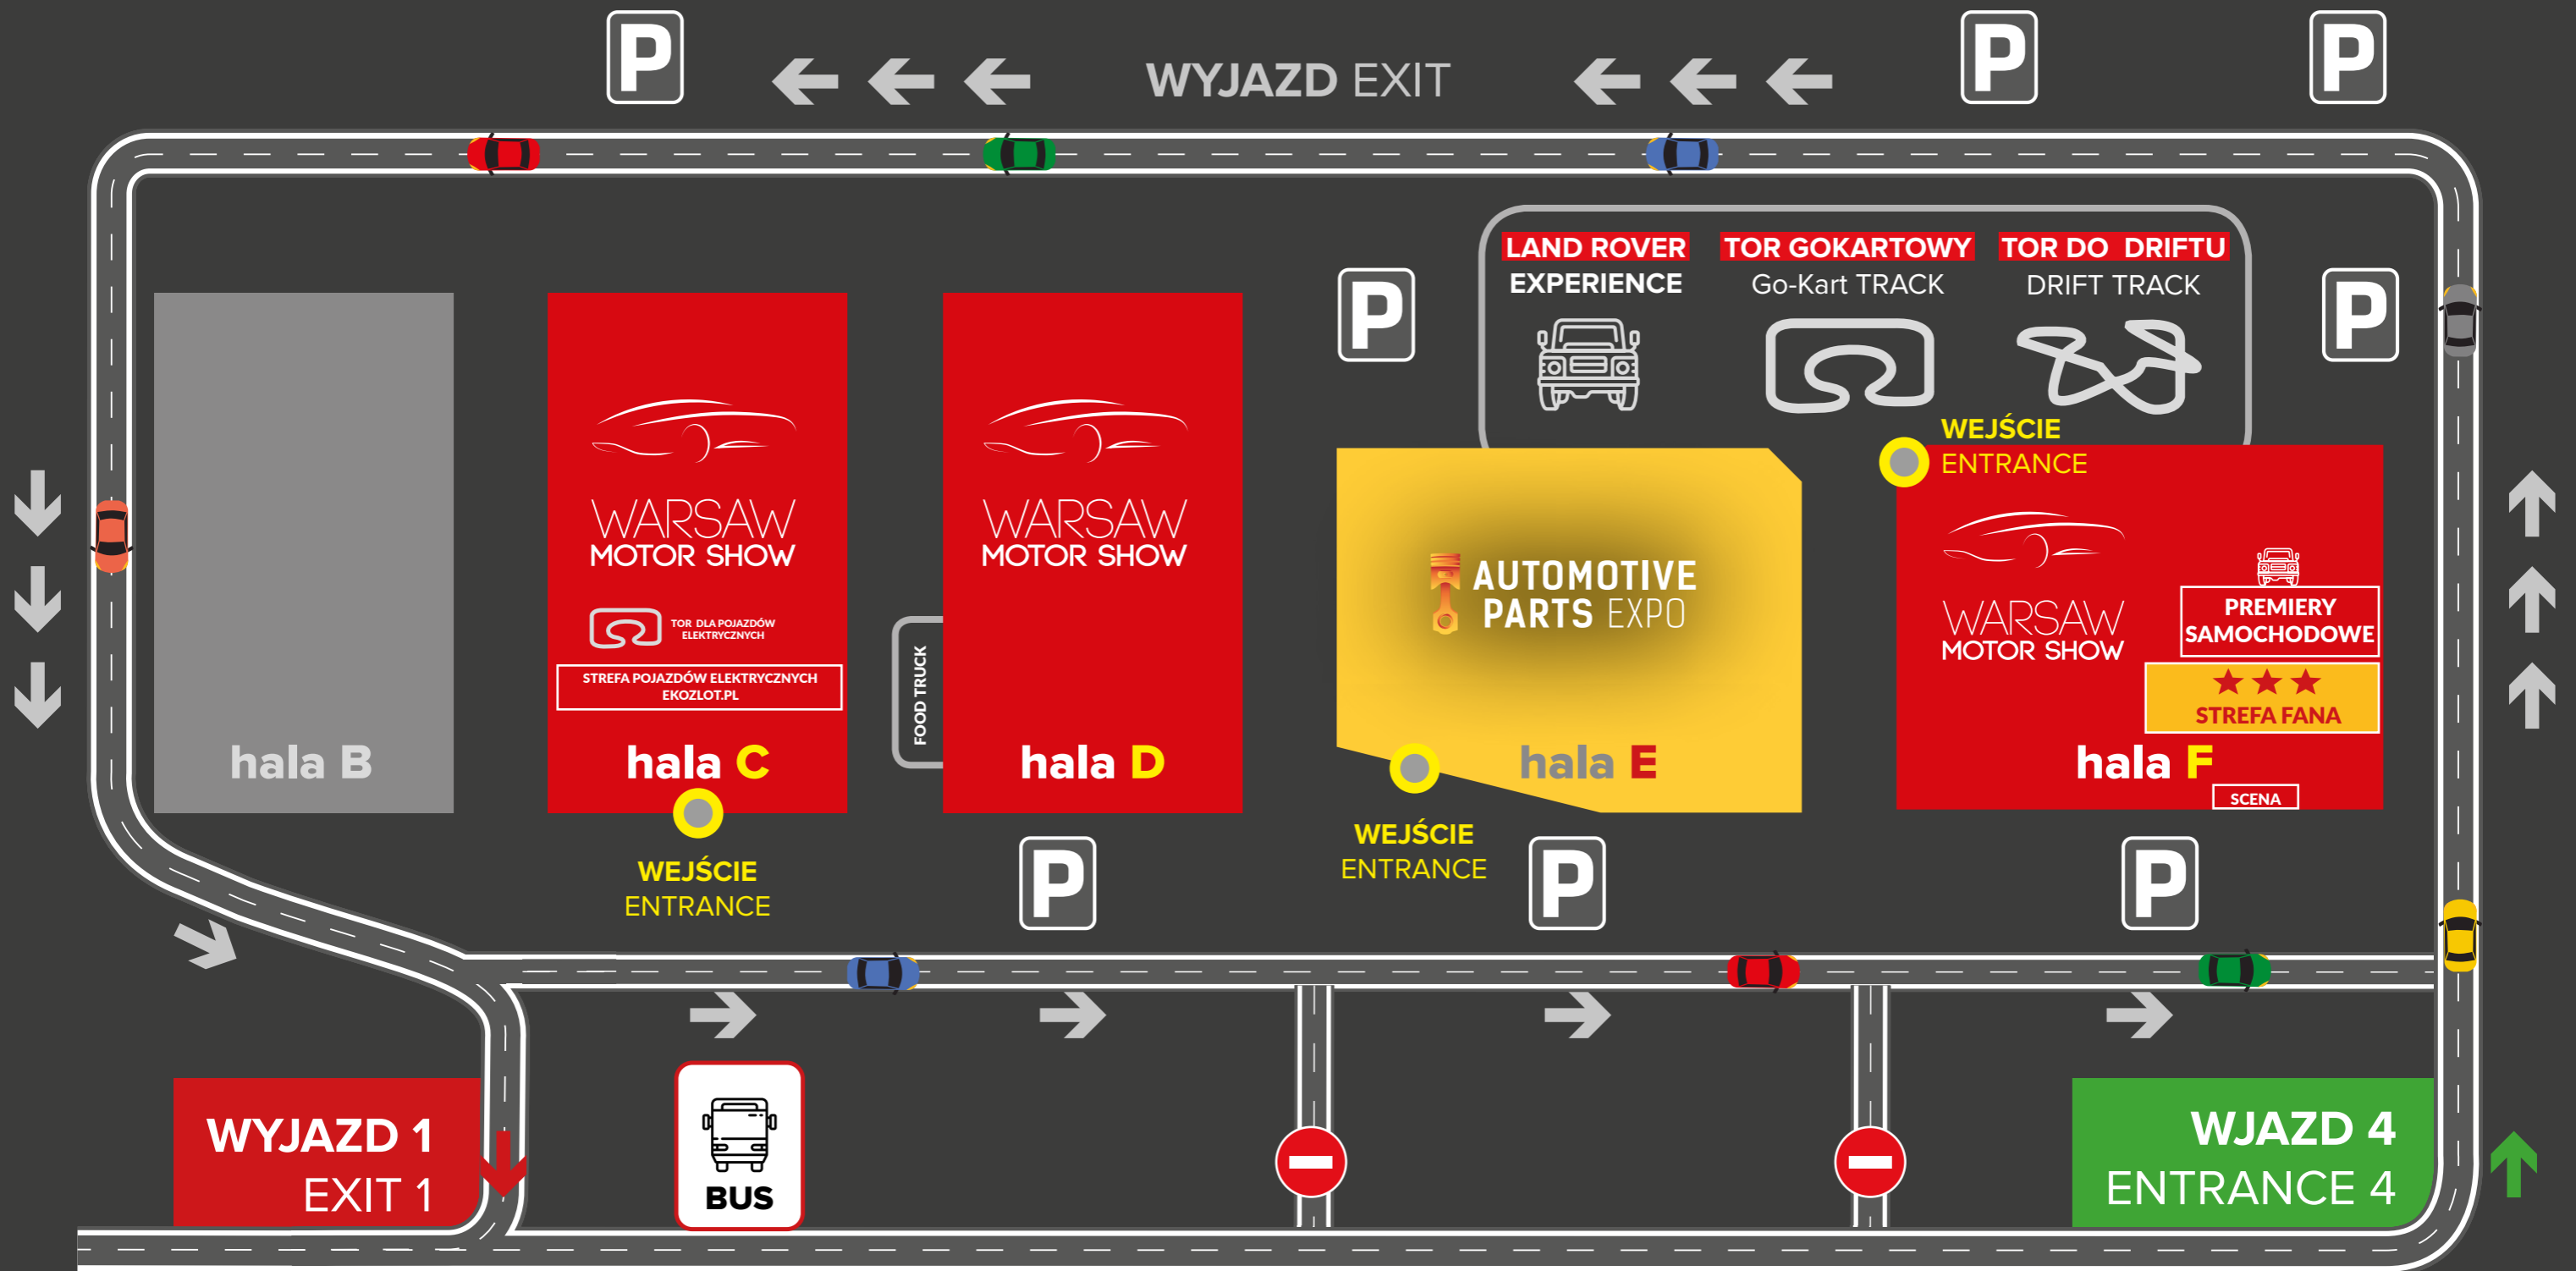 P
WYJAZD EXIT
P
P
LAND ROVER
EXPERIENCE
TOR GOKARTOWY
Go-Kart TRACK
TOR DO DRIFTU
DRIFT TRACK
P
P
WEJŚCIE
ENTRANCE
hala B
WARSAW
MOTOR SHOW
TOR DLA POJAZDÓW
ELEKTRYCZNYCH
STREFA POJAZDÓW ELEKTRYCZNYCH
EKOZLOT.PL
hala C
WEJŚCIE
ENTRANCE
FOOD TRUCK
WARSAW
MOTOR SHOW
hala D
AUTOMOTIVE
PARTS EXPO
hala E
WEJŚCIE
ENTRANCE
WARSAW
MOTOR SHOW
PREMIERY
SAMOCHODOWE
STREFA FANA
hala F
SCENA
P
P
P
WYJAZD 1
EXIT 1
BUS
WJAZD 4
ENTRANCE 4